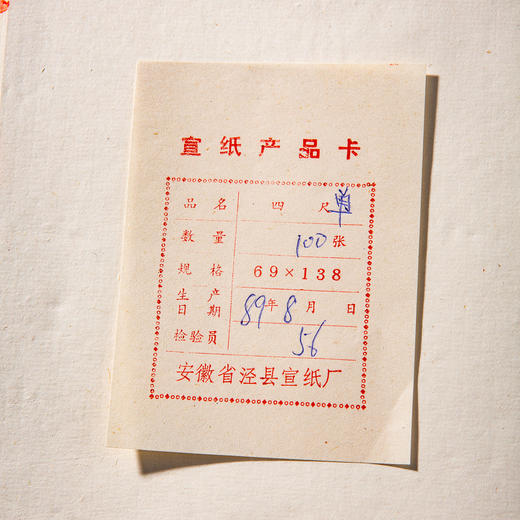 宣纸产品卡
品名 四尺单
数量 100张
规格 69×138
生产日期 89年8月 日
检验员 56
安徽省泾县宣纸厂